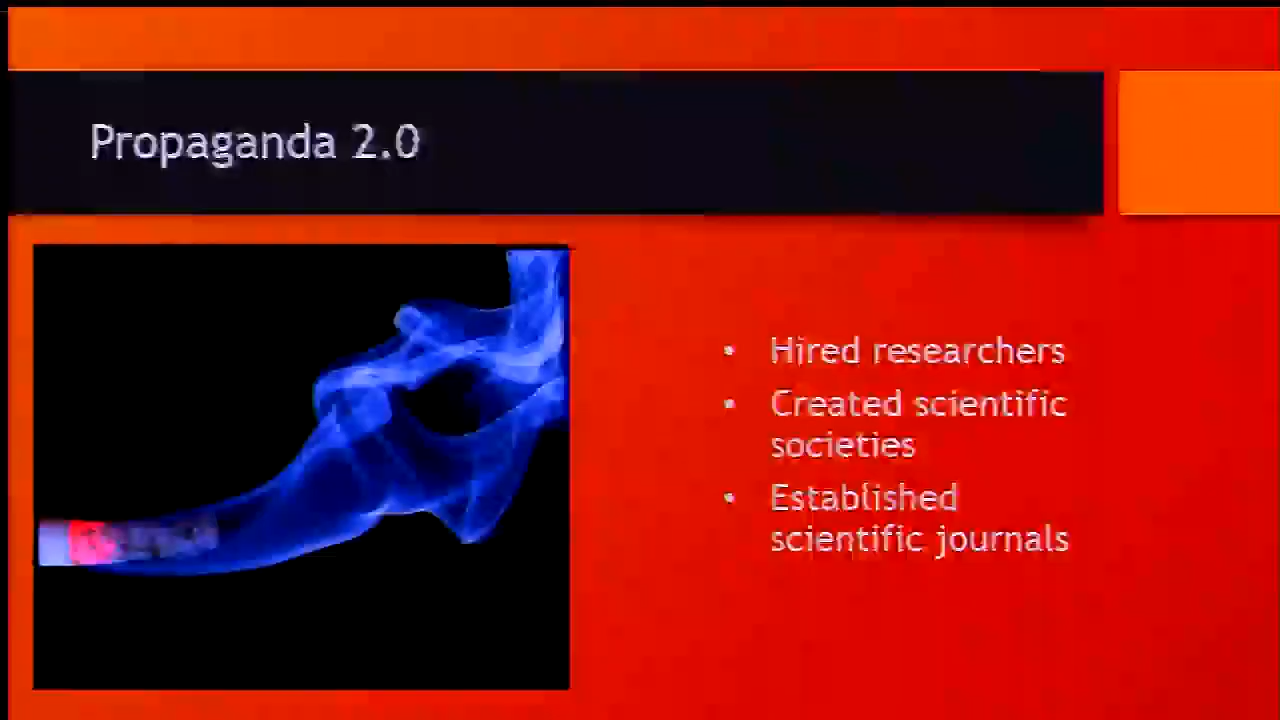 Propaganda 2.0
• Hired researchers
• Created scientific
societies
• Established
scientific journals